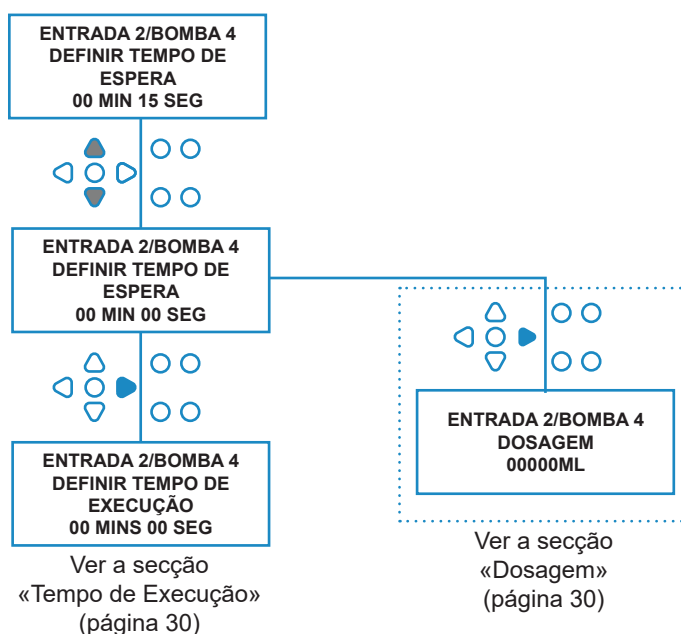 ENTRADA 2/BOMBA 4
DEFINIR TEMPO DE
ESPERA
00 MIN 15 SEG
ENTRADA 2/BOMBA 4
DEFINIR TEMPO DE
ESPERA
00 MIN 00 SEG
ENTRADA 2/BOMBA 4
DEFINIR TEMPO DE
EXECUÇÃO
00 MINS 00 SEG
Ver a secção
«Tempo de Execução»
(página 30)
ENTRADA 2/BOMBA 4
DOSAGEM
00000ML
Ver a secção
«Dosagem»
(página 30)